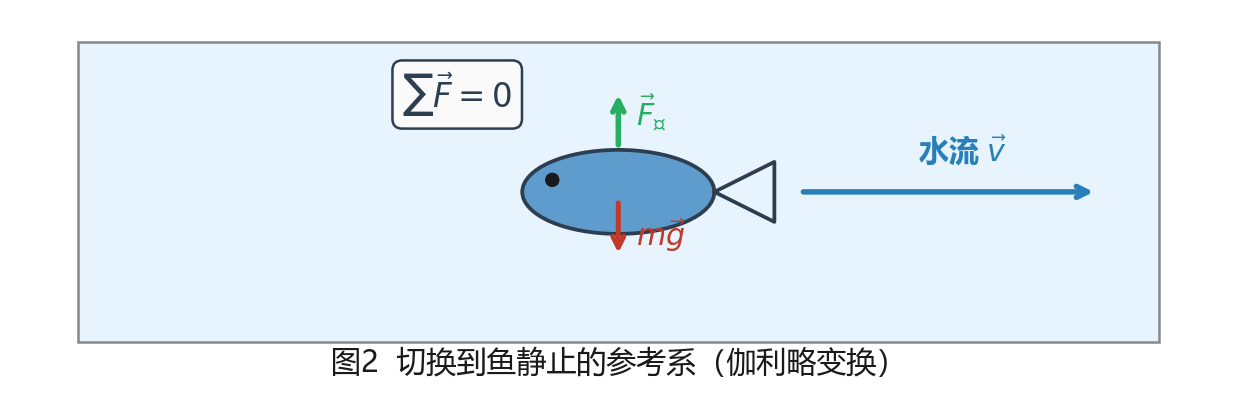 ∑F⃗ = 0
F⃗
水流 v⃗
mg⃗
图2 切换到鱼静止的参考系（伽利略变换）